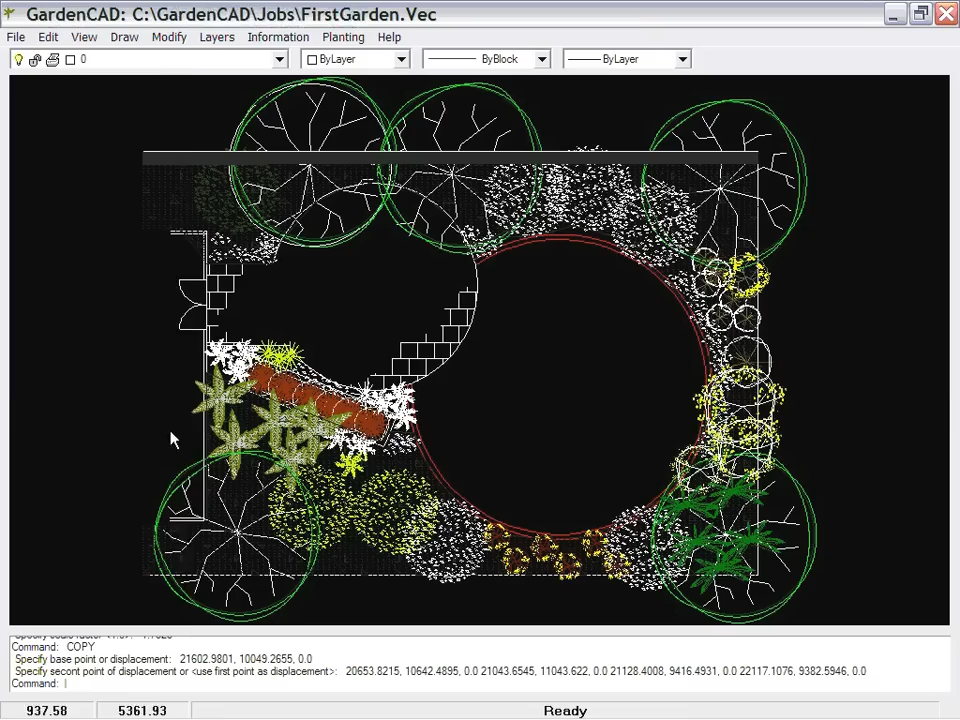 GardenCAD: C:\GardenCAD\Jobs\FirstGarden.Vec
File Edit View Draw Modify Layers Information Planting Help
0 ByLayer ByBlock ByLayer
Command: COPY
Specify base point or displacement: 21602.9801, 10049.2655, 0.0
Specify secont point of displacement or <use first point as displacement>: 20653.8215, 10642.4895, 0.0 21043.6545, 11043.622, 0.0 21128.4008, 9416.4931, 0.0 22117.1076, 9382.5946, 0.0
Command:
937.58 5361.93 Ready